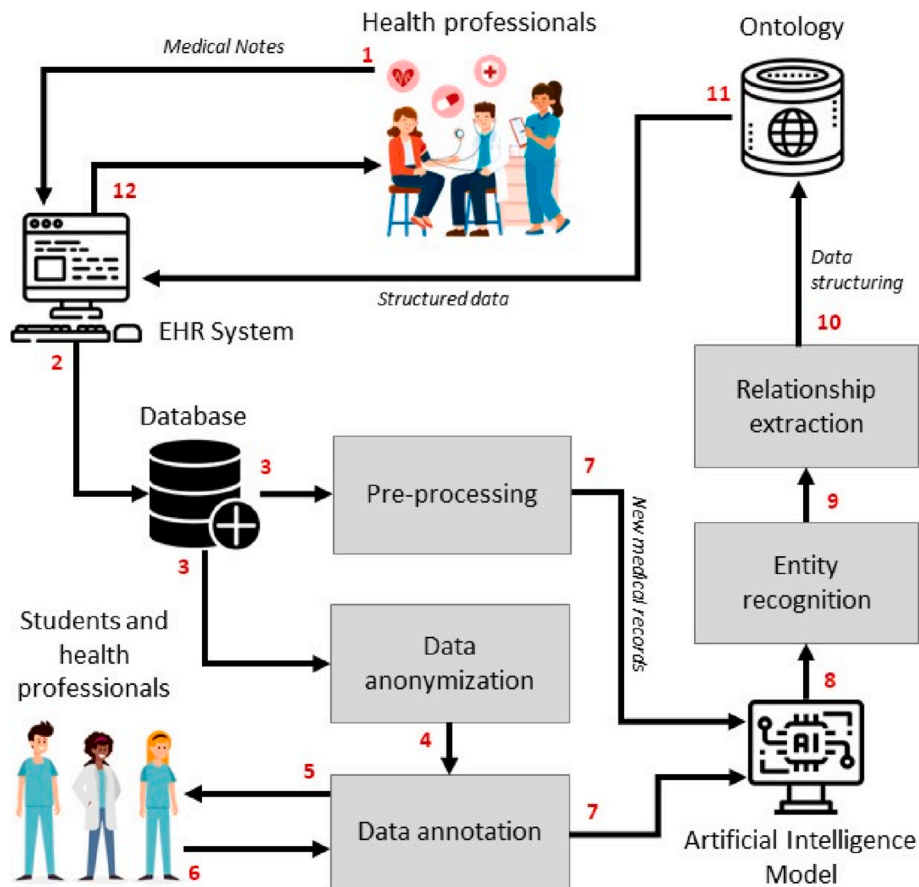 Health professionals
Ontology
Medical Notes
1
11
12
Data
structuring
Structured data
10
EHR System
2
Relationship
extraction
Database
3
7
Pre-processing
9
New medical records
3
Entity
recognition
Students and
health
professionals
Data
anonymization
8
4
AI
5
7
Data annotation
6
Artificial Intelligence
Model